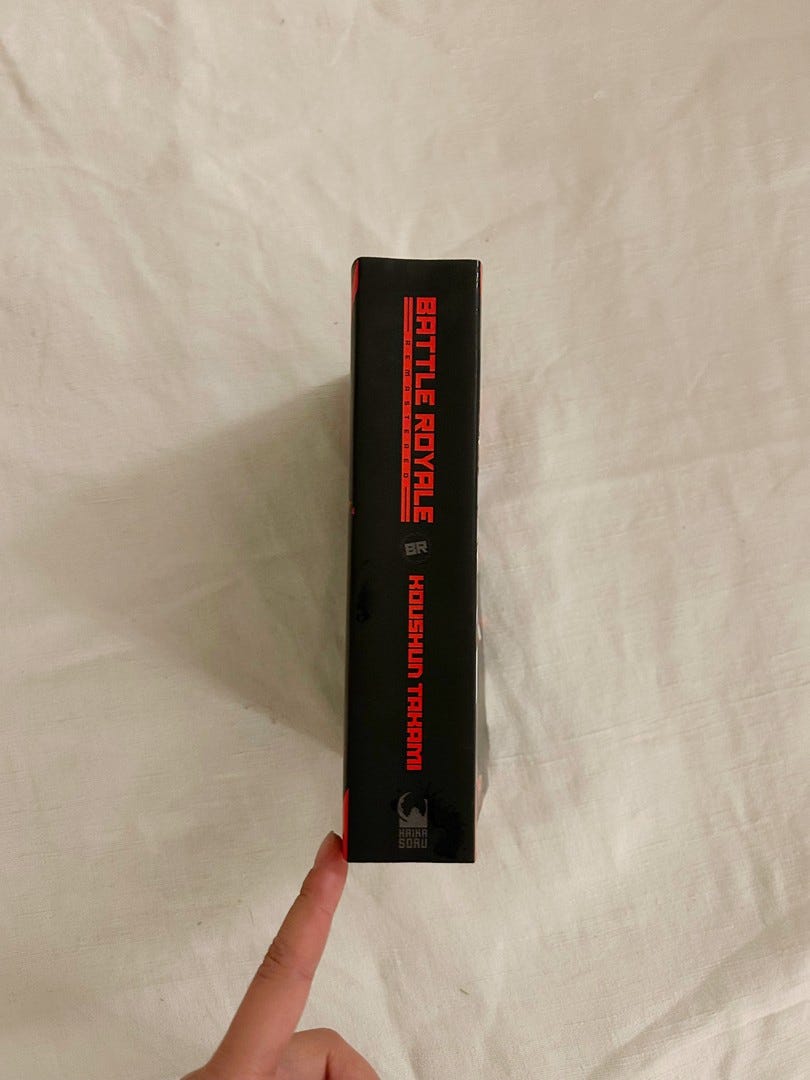 BATTLE ROYALE
REMASTERED
BR
KOUSHUN TAKAMI
HAIKA
SORU